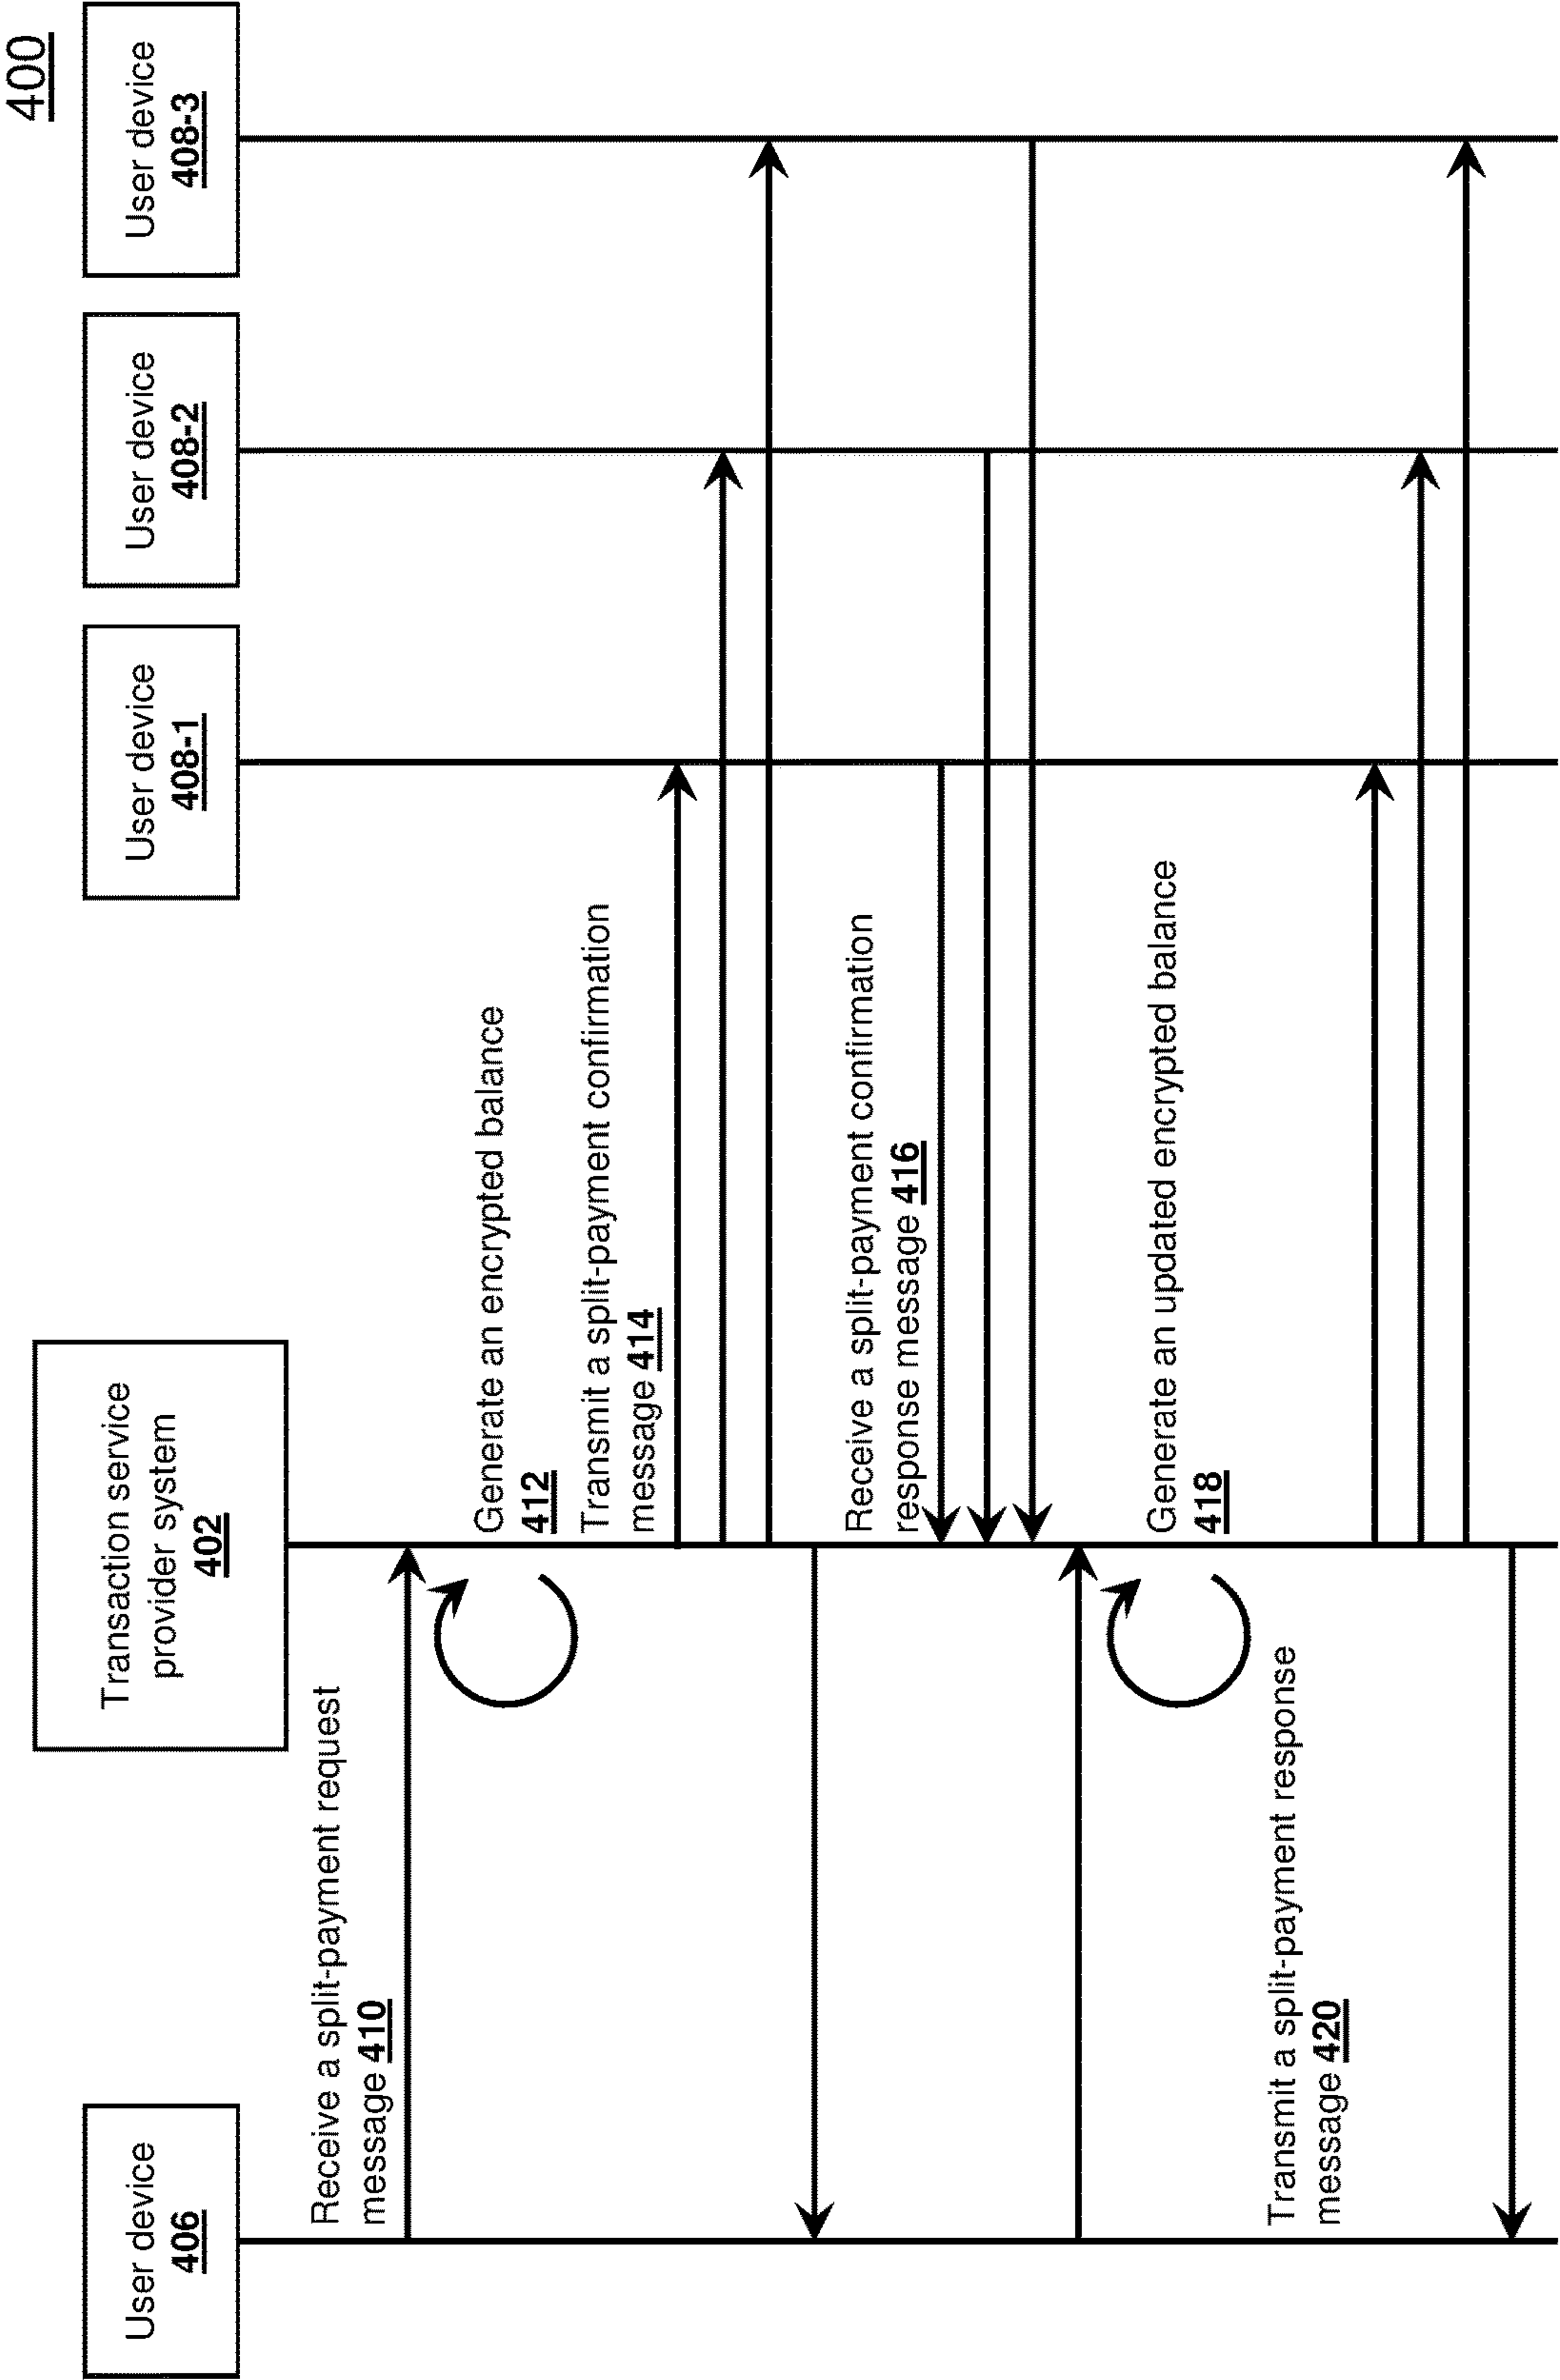 400
User device
406
Transaction service
provider system
402
User device
408-1
User device
408-2
User device
408-3
Receive a split-payment request
message 410
Generate an encrypted balance
412
Transmit a split-payment confirmation
message 414
Receive a split-payment confirmation
response message 416
Generate an updated encrypted balance
418
Transmit a split-payment response
message 420